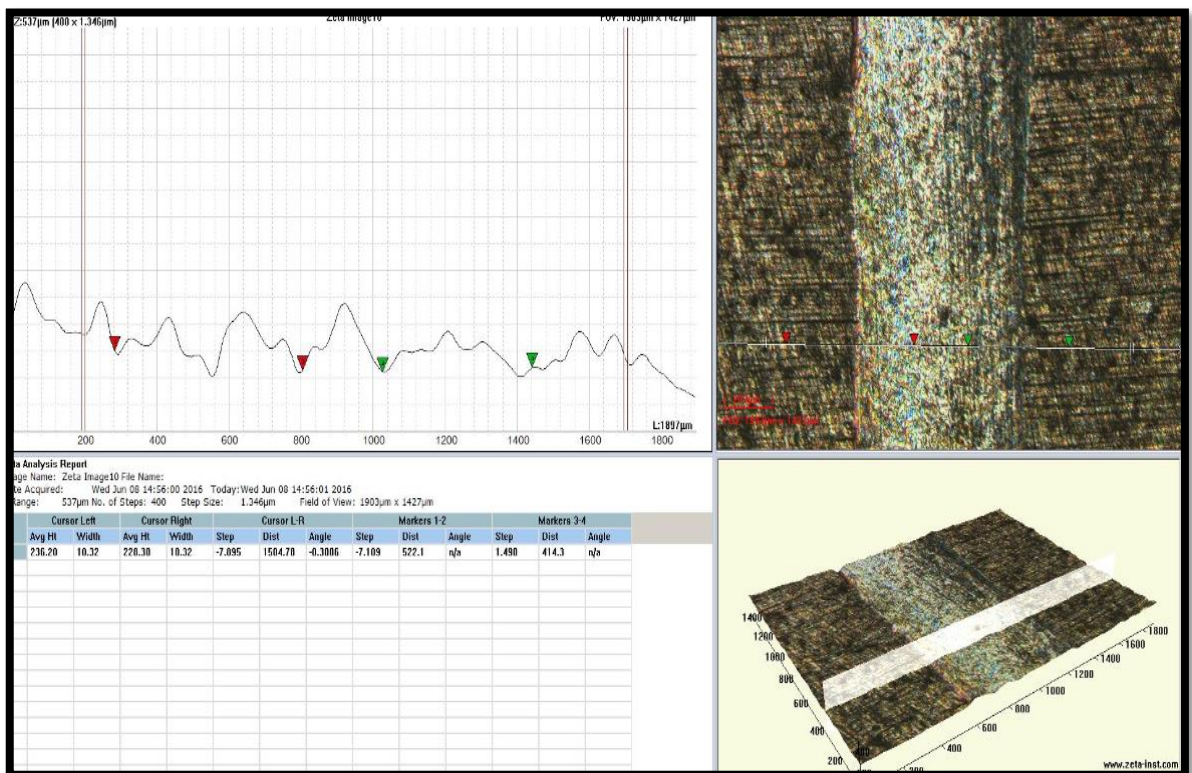 Z:537µm (400 x 1.346µm)
Zeta Image10
FOV: 1903µm x 1427µm
L:1897µm
200 400 600 800 1000 1200 1400 1600 1800
ta Analysis Report
age Name: Zeta Image10 File Name:
te Acquired: Wed Jun 08 14:56:00 2016 Today:Wed Jun 08 14:56:01 2016
Range: 537µm No. of Steps: 400 Step Size: 1.346µm Field of View: 1903µm x 1427µm
Cursor Left Cursor Right Cursor L-R Markers 1-2 Markers 3-4
Avg Ht Width Avg Ht Width Step Dist Angle Step Dist Angle Step Dist Angle
236.20 10.32 10.32 -0.3006 -7.109 522.1 n/a 1.490 414.3 n/a
1400
1200
1000
800
600
400
200
200
400
600
800
1000
1200
1400
1600
1800
www.zeta-inst.com